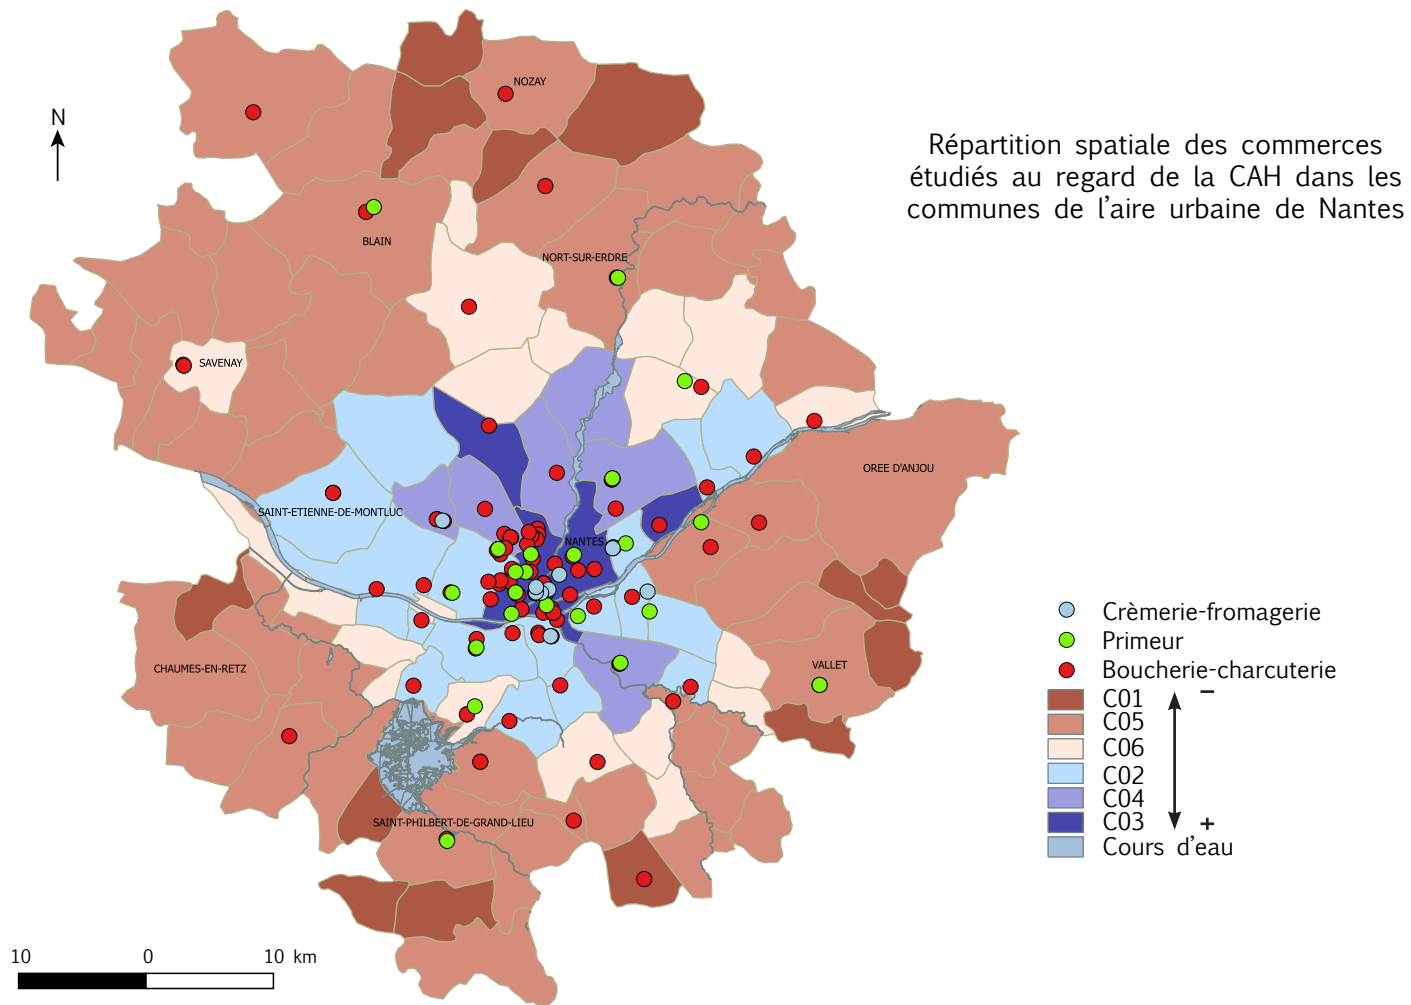 N
Répartition spatiale des commerces
étudiés au regard de la CAH dans les
communes de l'aire urbaine de Nantes
NOZAY
BLAIN
NORT-SUR-ERDRE
SAVENAY
OREE D'ANJOU
SAINT-ETIENNE-DE-MONTLUC
NANTES
CHAUMES-EN-RETZ
VALLET
SAINT-PHILBERT-DE-GRAND-LIEU
Crèmerie-fromagerie
Primeur
Boucherie-charcuterie
C01 –
C05
C06
C02
C04
C03 +
Cours d'eau
10 0 10 km